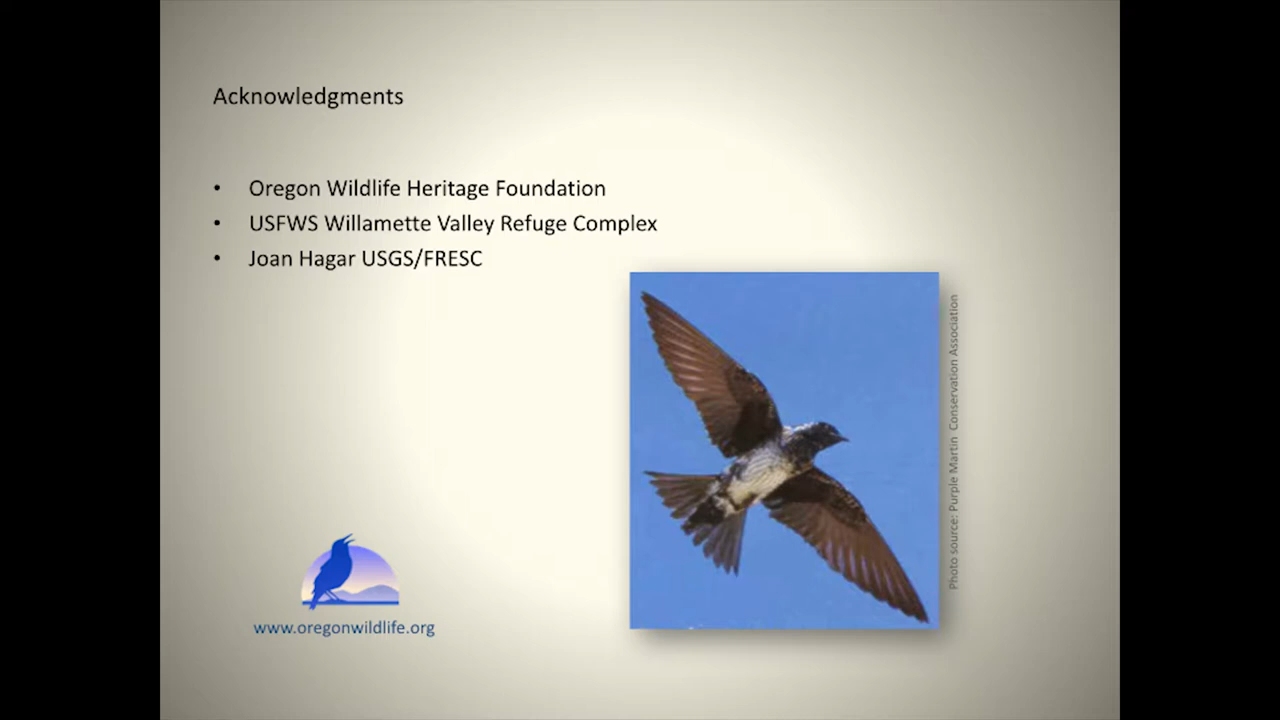 Acknowledgments
• Oregon Wildlife Heritage Foundation
• USFWS Willamette Valley Refuge Complex
• Joan Hagar USGS/FRESC
Photo source: Purple Martin Conservation Association
www.oregonwildlife.org